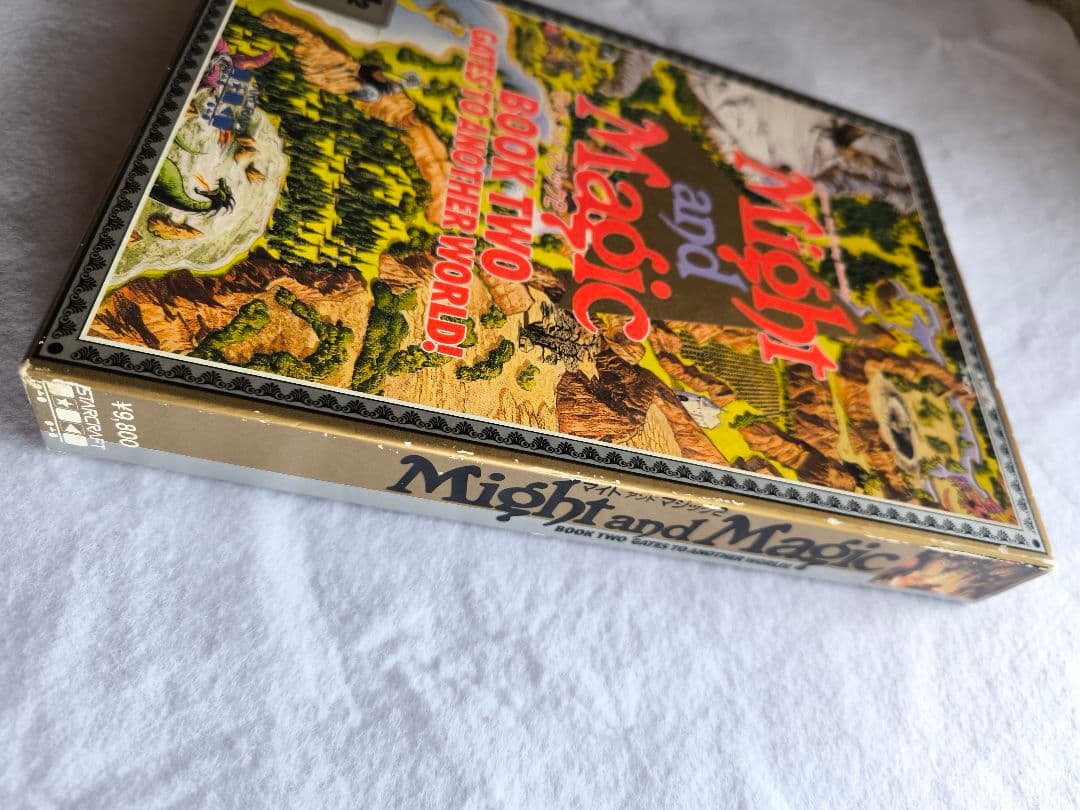 Might
and
Magic
BOOK TWO
GATES TO ANOTHER WORLD!
STARCRAFT
¥9,800
マイト アンド マジック2
Might and Magic
BOOK TWO GATES TO ANOTHER WORLD!